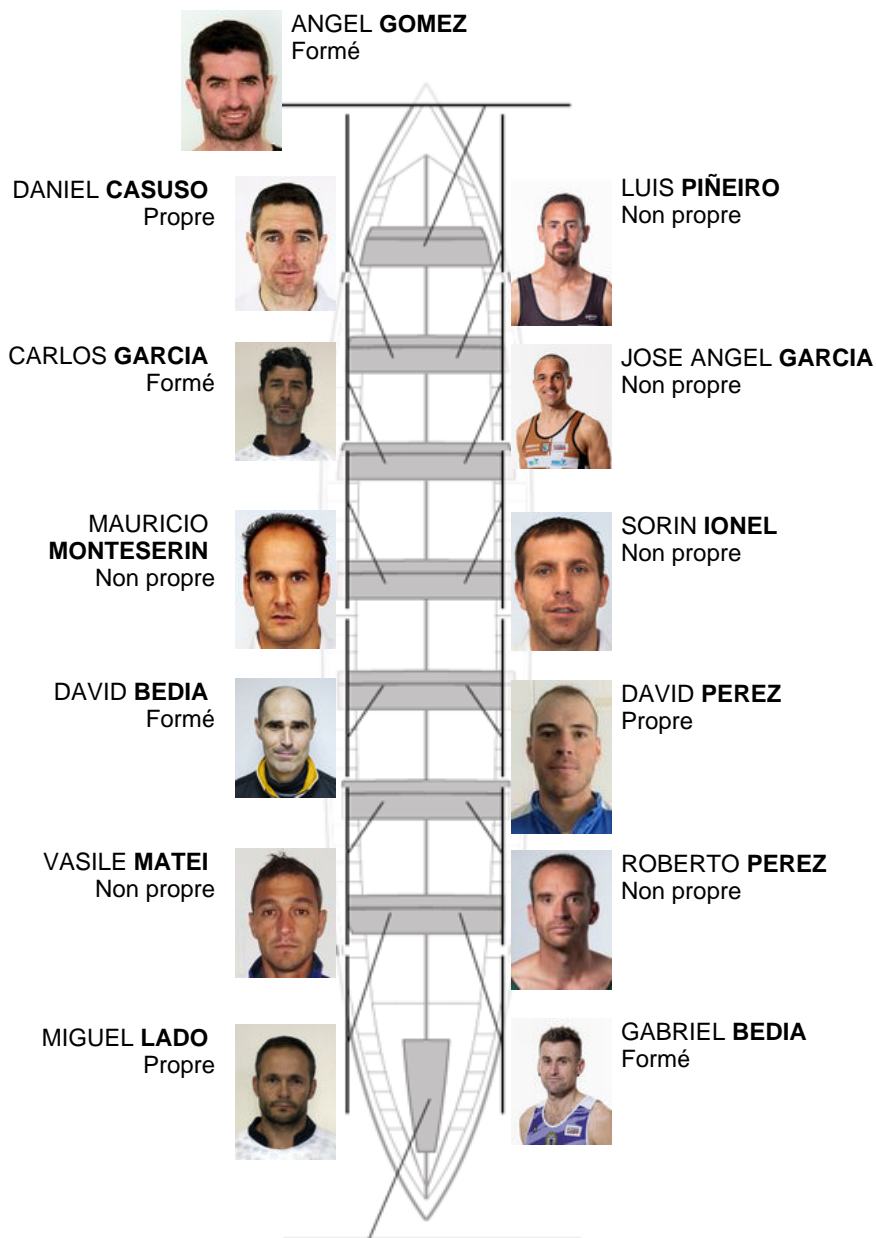 ANGEL GOMEZ
Formé
DANIEL CASUSO
Propre
LUIS PIÑEIRO
Non propre
CARLOS GARCIA
Formé
JOSE ANGEL GARCIA
Non propre
MAURICIO
MONTESERIN
Non propre
SORIN IONEL
Non propre
DAVID BEDIA
Formé
DAVID PEREZ
Propre
VASILE MATEI
Non propre
ROBERTO PEREZ
Non propre
MIGUEL LADO
Propre
GABRIEL BEDIA
Formé